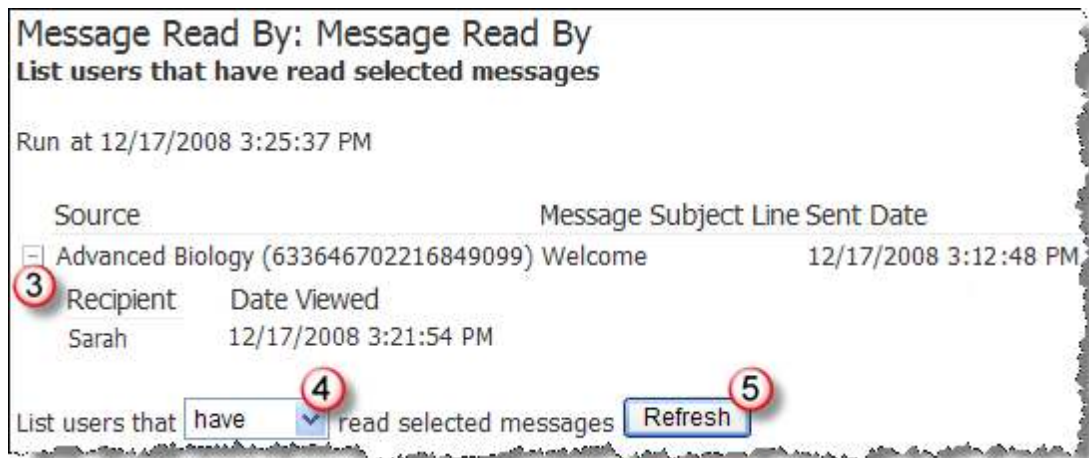 Message Read By: Message Read By
List users that have read selected messages
Run at 12/17/2008 3:25:37 PM
Source Message Subject Line Sent Date
Advanced Biology (633646702216849099) Welcome 12/17/2008 3:12:48 PM
3
Recipient Date Viewed
Sarah 12/17/2008 3:21:54 PM
4 5
List users that have read selected messages Refresh